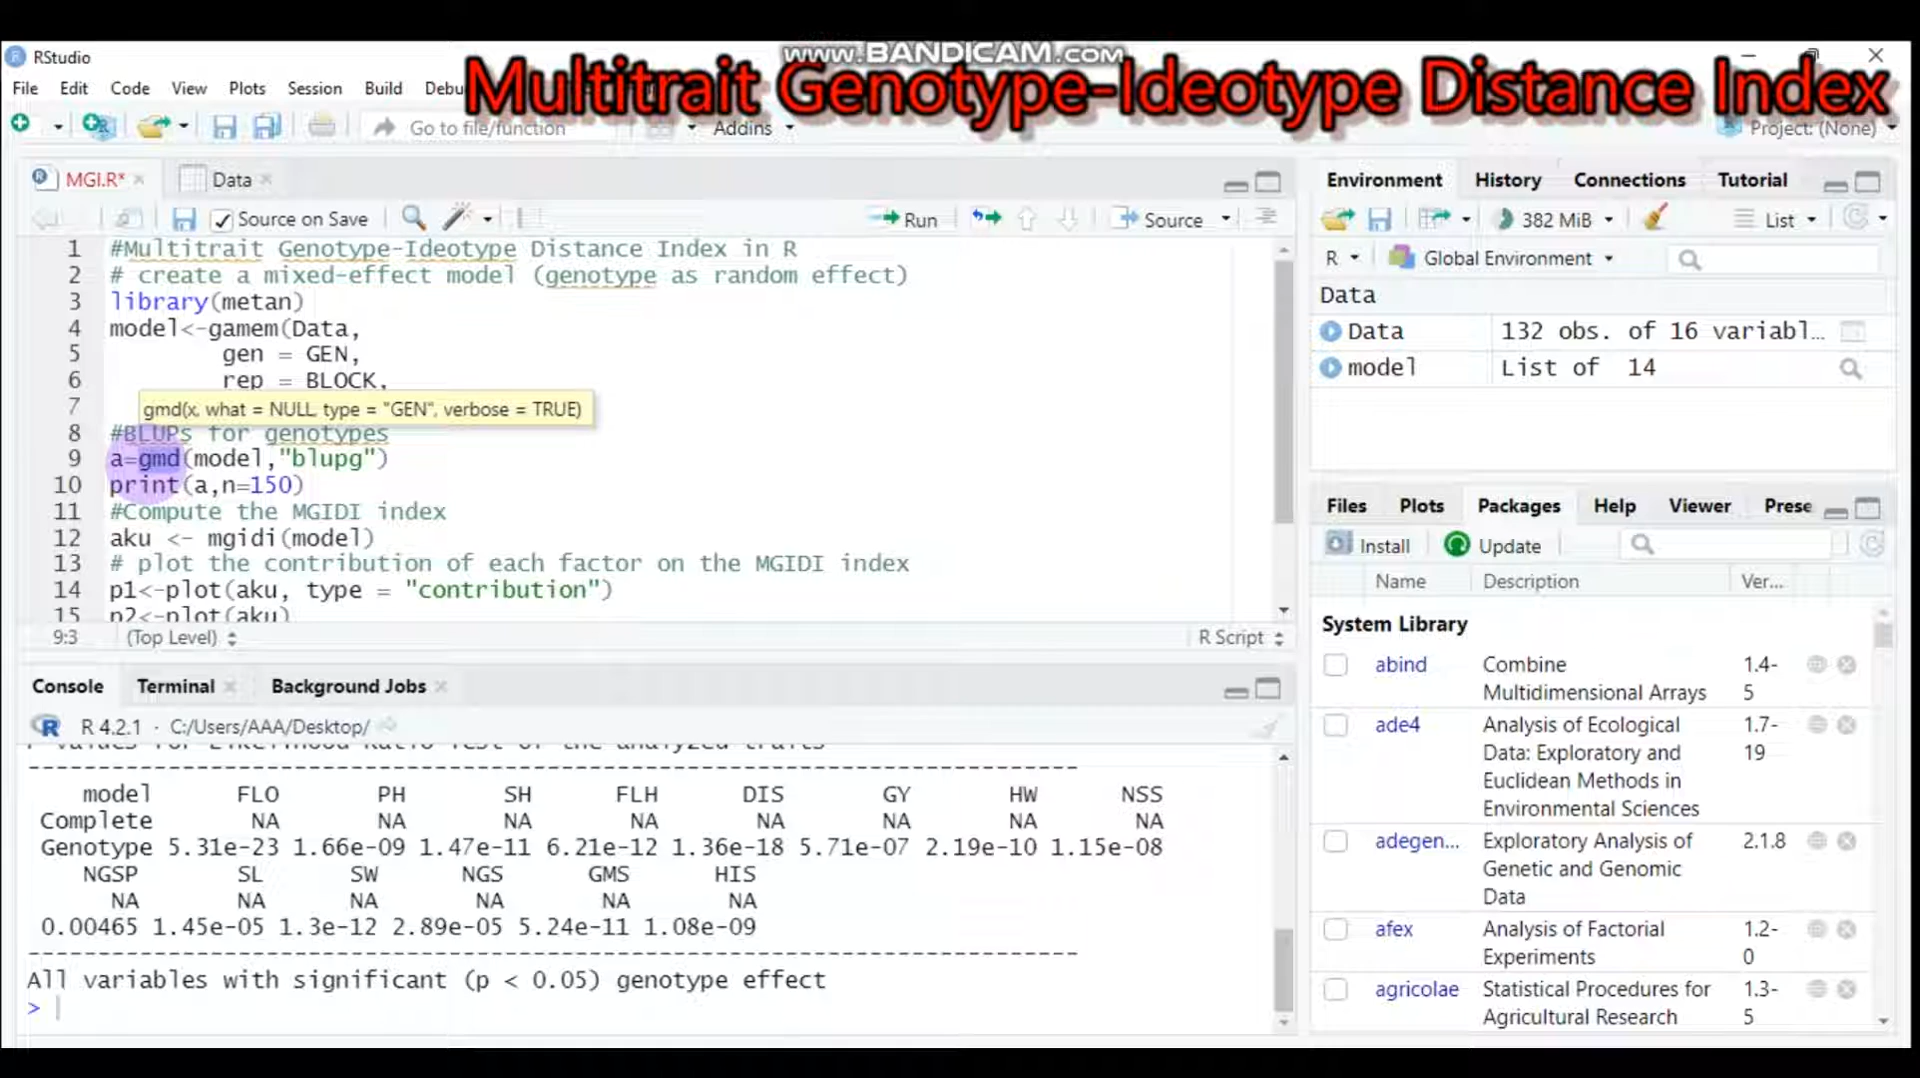 www.BANDICAM.com
RStudio
Multitrait Genotype-Ideotype Distance Index
File Edit Code View Plots Session Build Debu
Go to file/function Addins Project: (None)
MGI.R* Data
Source on Save Run Source
1 #Multitrait Genotype-Ideotype Distance Index in R
2 # create a mixed-effect model (genotype as random effect)
3 library(metan)
4 model<-gamem(Data,
5 gen = GEN,
6 rep = BLOCK,
7
gmd(x, what = NULL, type = "GEN", verbose = TRUE)
8 #BLUPs for genotypes
9 a=gmd(model,"blupg")
10 print(a,n=150)
11 #Compute the MGIDI index
12 aku <- mgidi(model)
13 # plot the contribution of each factor on the MGIDI index
14 p1<-plot(aku, type = "contribution")
15 p2<-plot(aku)
9:3 (Top Level) R Script
Console Terminal Background Jobs
R 4.2.1 · C:/Users/AAA/Desktop/
P-values for Likelihood Ratio Test of the analyzed traits
---------------------------------------------------------------------------
model FLO PH SH FLH DIS GY HW NSS
Complete NA NA NA NA NA NA NA NA
Genotype 5.31e-23 1.66e-09 1.47e-11 6.21e-12 1.36e-18 5.71e-07 2.19e-10 1.15e-08
NGSP SL SW NGS GMS HIS
NA NA NA NA NA NA
0.00465 1.45e-05 1.3e-12 2.89e-05 5.24e-11 1.08e-09
---------------------------------------------------------------------------
All variables with significant (p < 0.05) genotype effect
>
Environment History Connections Tutorial
382 MiB List
R Global Environment
Data
Data 132 obs. of 16 variabl...
model List of 14
Files Plots Packages Help Viewer Prese
Install Update
Name Description Ver...
System Library
abind Combine 1.4-
Multidimensional Arrays 5
ade4 Analysis of Ecological 1.7-
Data: Exploratory and 19
Euclidean Methods in
Environmental Sciences
adegen... Exploratory Analysis of 2.1.8
Genetic and Genomic
Data
afex Analysis of Factorial 1.2-
Experiments 0
agricolae Statistical Procedures for 1.3-
Agricultural Research 5